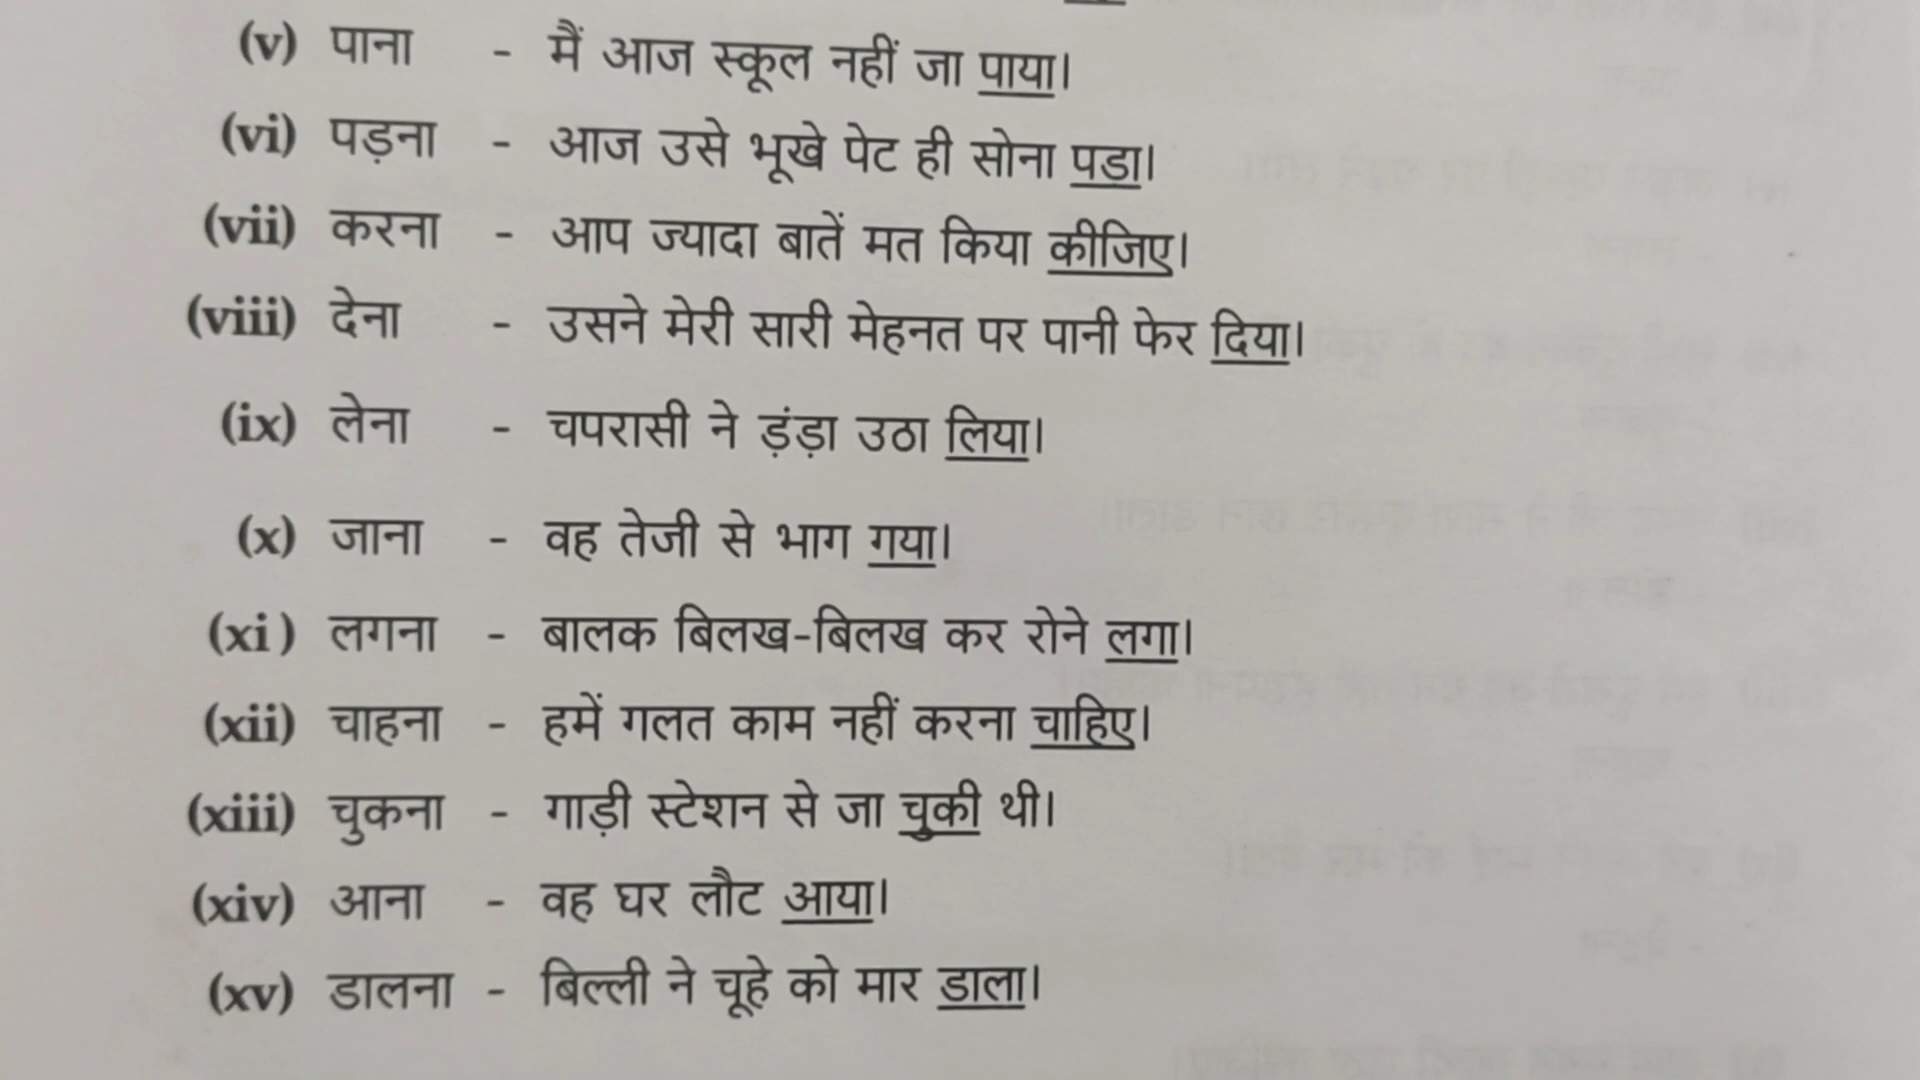 (v) पाना - मैं आज स्कूल नहीं जा पाया।
(vi) पड़ना - आज उसे भूखे पेट ही सोना पडा।
(vii) करना - आप ज्यादा बातें मत किया कीजिए।
(viii) देना - उसने मेरी सारी मेहनत पर पानी फेर दिया।
(ix) लेना - चपरासी ने ड़ंड़ा उठा लिया।
(x) जाना - वह तेजी से भाग गया।
(xi) लगना - बालक बिलख-बिलख कर रोने लगा।
(xii) चाहना - हमें गलत काम नहीं करना चाहिए।
(xiii) चुकना - गाड़ी स्टेशन से जा चुकी थी।
(xiv) आना - वह घर लौट आया।
(xv) डालना - बिल्ली ने चूहे को मार डाला।